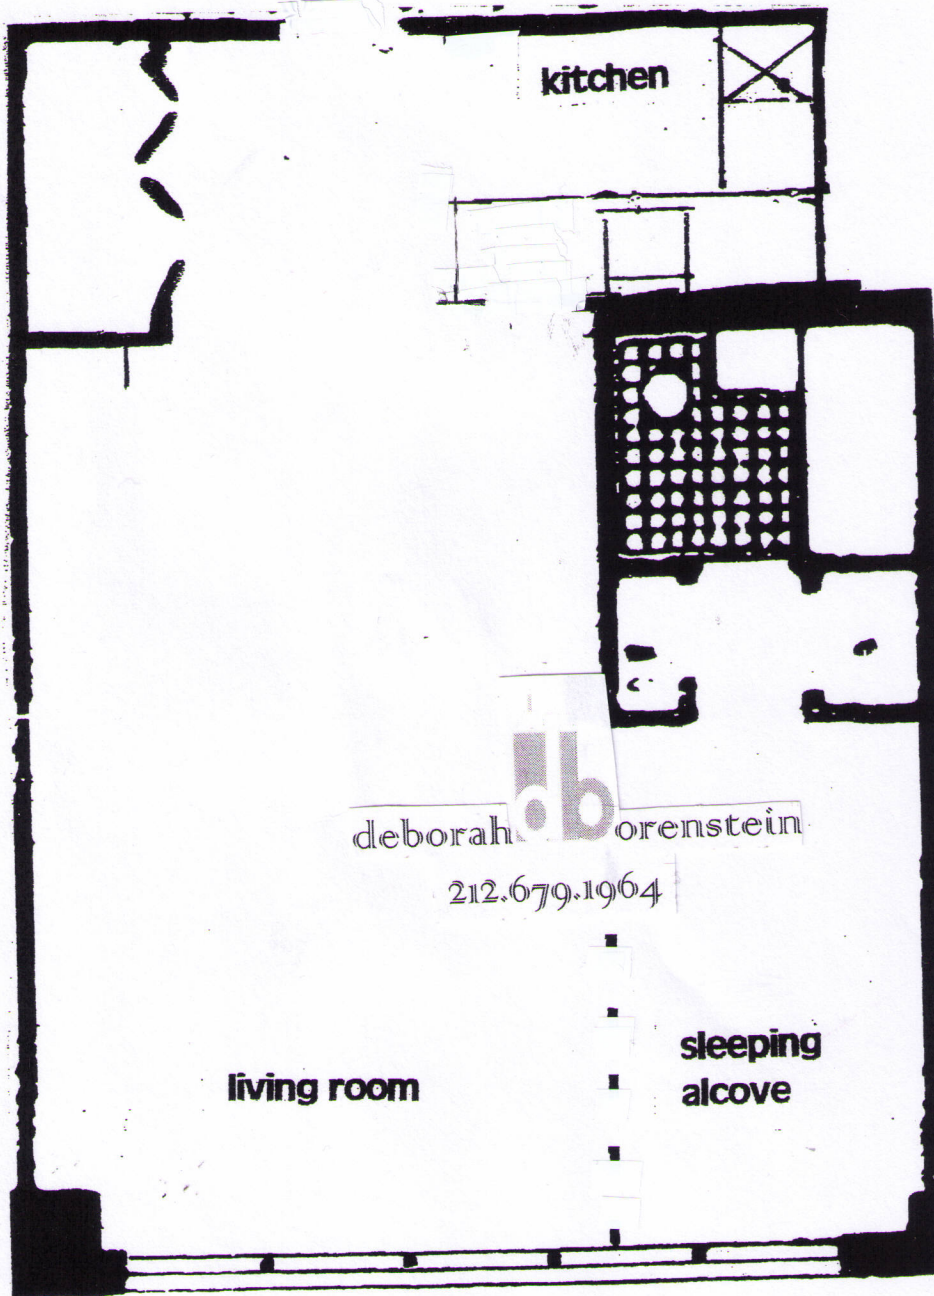 kitchen
deborah db orenstein
212.679.1964
living room
sleeping
alcove